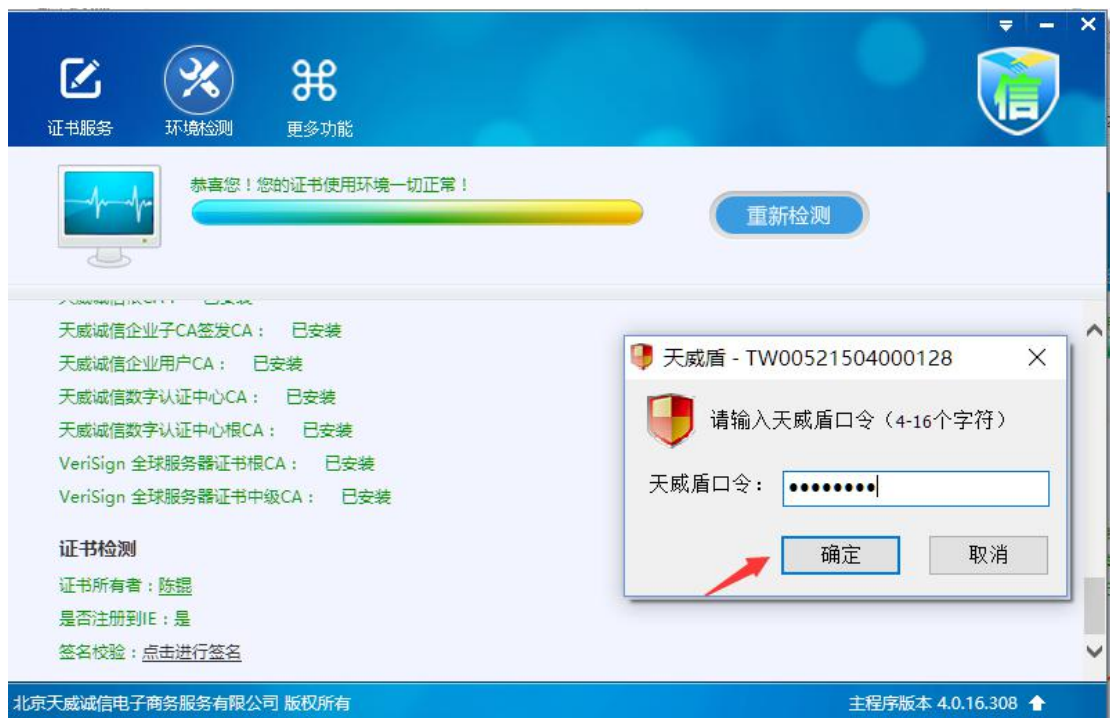 证书服务
环境检测
更多功能
信
恭喜您！您的证书使用环境一切正常！
重新检测
天威诚信企业子CA签发CA： 已安装
天威诚信企业用户CA： 已安装
天威诚信数字认证中心CA： 已安装
天威诚信数字认证中心根CA： 已安装
VeriSign 全球服务器证书根CA： 已安装
VeriSign 全球服务器证书中级CA： 已安装
证书检测
证书所有者：陈锟
是否注册到IE：是
签名校验：点击进行签名
天威盾 - TW00521504000128
请输入天威盾口令（4-16个字符）
天威盾口令： ●●●●●●●●
确定
取消
北京天威诚信电子商务服务有限公司 版权所有
主程序版本 4.0.16.308